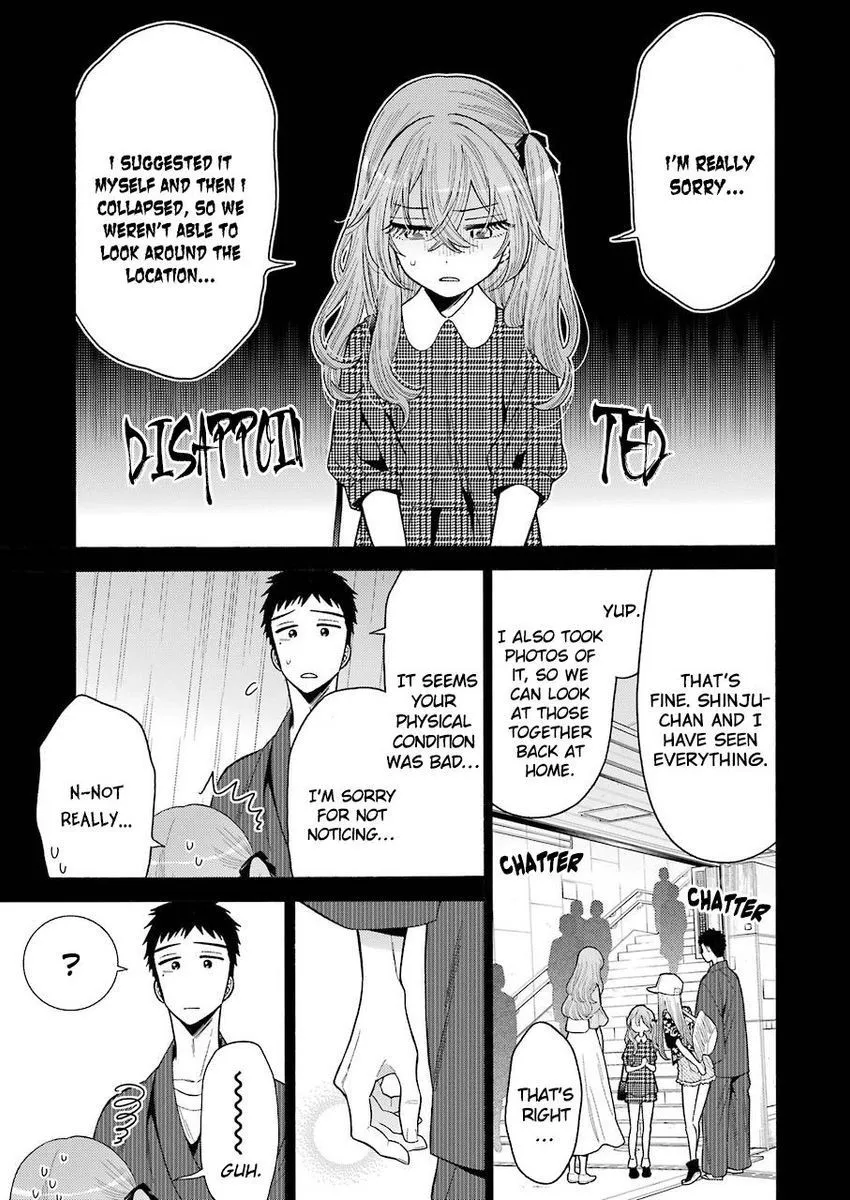 I'M REALLY
SORRY...
I SUGGESTED IT
MYSELF AND THEN I
COLLAPSED, SO WE
WEREN'T ABLE TO
LOOK AROUND THE
LOCATION...
DISAPPOIN
TED
THAT'S
FINE. SHINJU-
CHAN AND I
HAVE SEEN
EVERYTHING.
YUP.
I ALSO TOOK
PHOTOS OF
IT, SO WE
CAN LOOK
AT THOSE
TOGETHER
BACK AT
HOME.
CHATTER
CHATTER
THAT'S
RIGHT
...
IT SEEMS
YOUR
PHYSICAL
CONDITION
WAS BAD...
I'M SORRY
FOR NOT
NOTICING...
N-NOT
REALLY...
?
GUH.